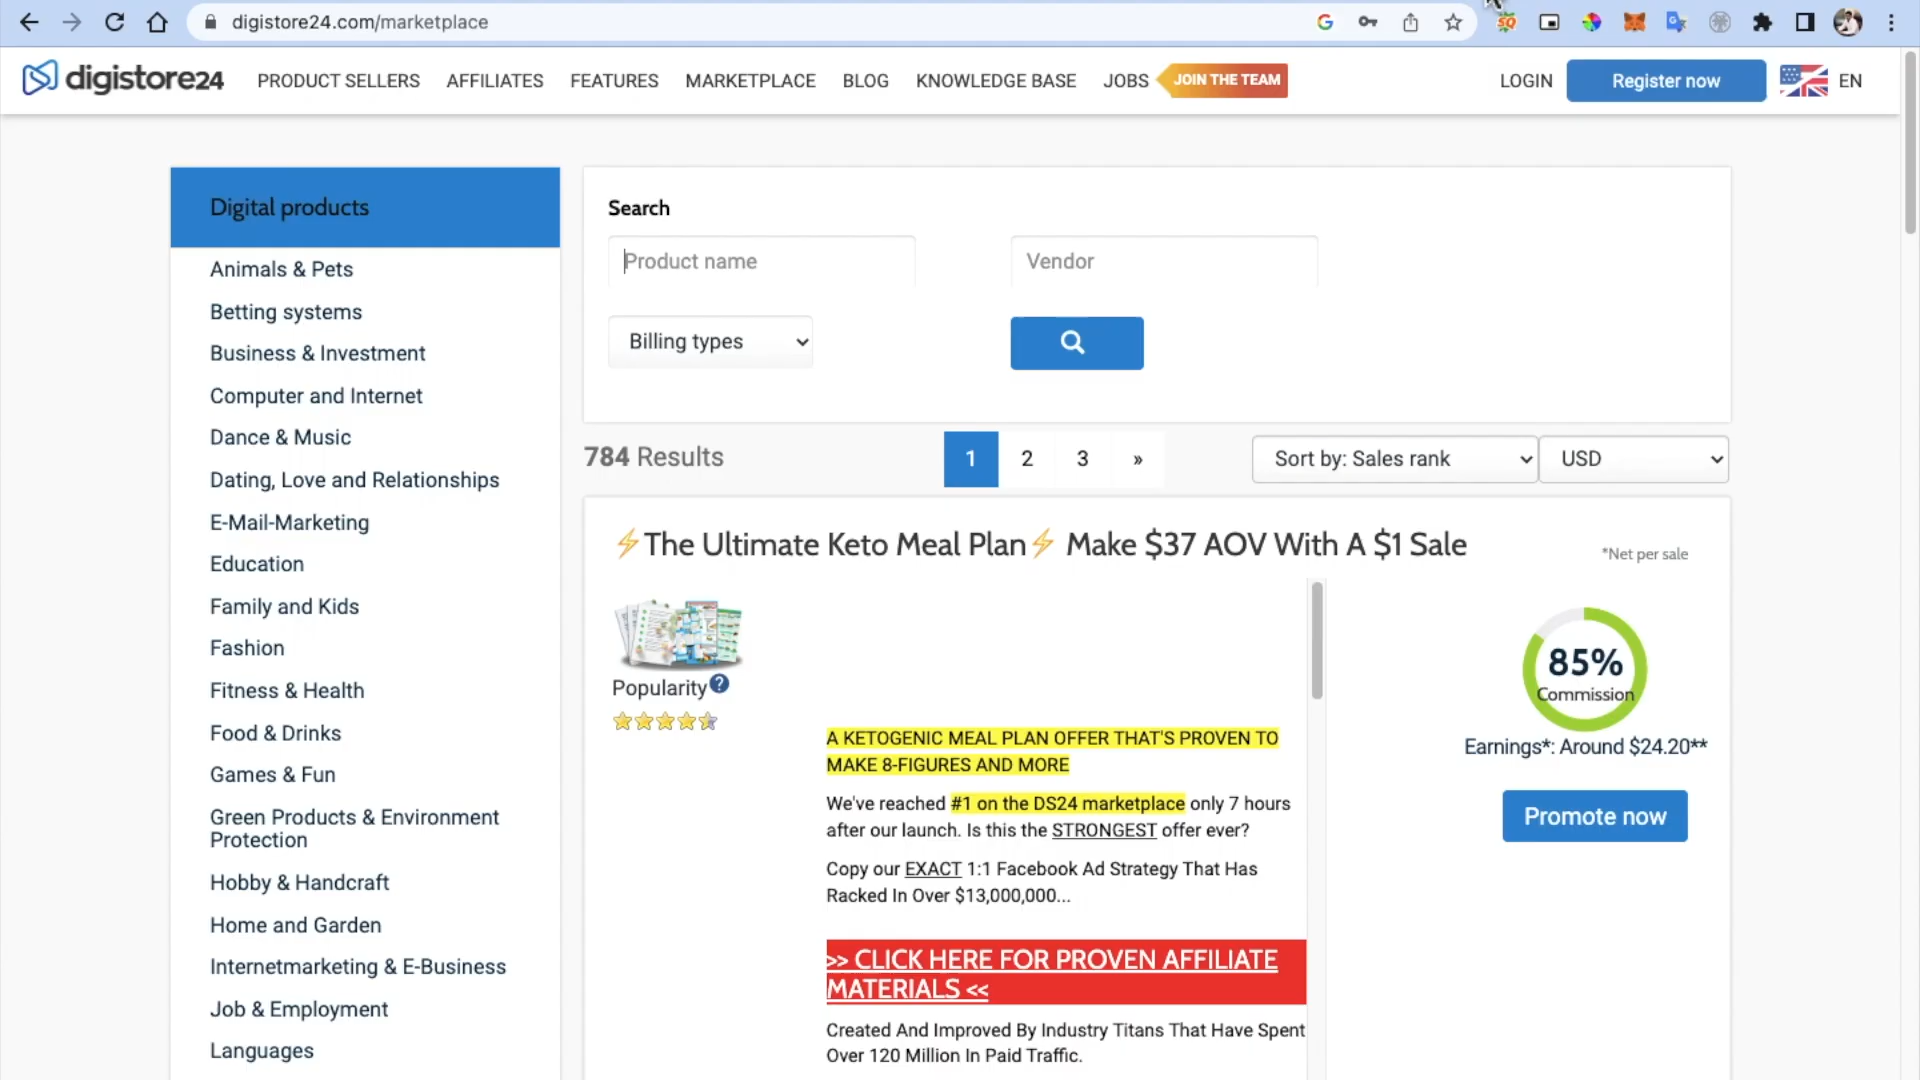 digistore24.com/marketplace
digistore24
PRODUCT SELLERS
AFFILIATES
FEATURES
MARKETPLACE
BLOG
KNOWLEDGE BASE
JOBS
JOIN THE TEAM
LOGIN
Register now
EN
Digital products
Animals & Pets
Betting systems
Business & Investment
Computer and Internet
Dance & Music
Dating, Love and Relationships
E-Mail-Marketing
Education
Family and Kids
Fashion
Fitness & Health
Food & Drinks
Games & Fun
Green Products & Environment
Protection
Hobby & Handcraft
Home and Garden
Internetmarketing & E-Business
Job & Employment
Languages
Search
Product name
Vendor
Billing types
784 Results
1
2
3
»
Sort by: Sales rank
USD
⚡The Ultimate Keto Meal Plan⚡ Make $37 AOV With A $1 Sale
*Net per sale
Popularity
A KETOGENIC MEAL PLAN OFFER THAT'S PROVEN TO
MAKE 8-FIGURES AND MORE
We've reached #1 on the DS24 marketplace only 7 hours
after our launch. Is this the STRONGEST offer ever?
Copy our EXACT 1:1 Facebook Ad Strategy That Has
Racked In Over $13,000,000...
>> CLICK HERE FOR PROVEN AFFILIATE
MATERIALS <<
Created And Improved By Industry Titans That Have Spent
Over 120 Million In Paid Traffic.
85%
Commission
Earnings*: Around $24.20**
Promote now